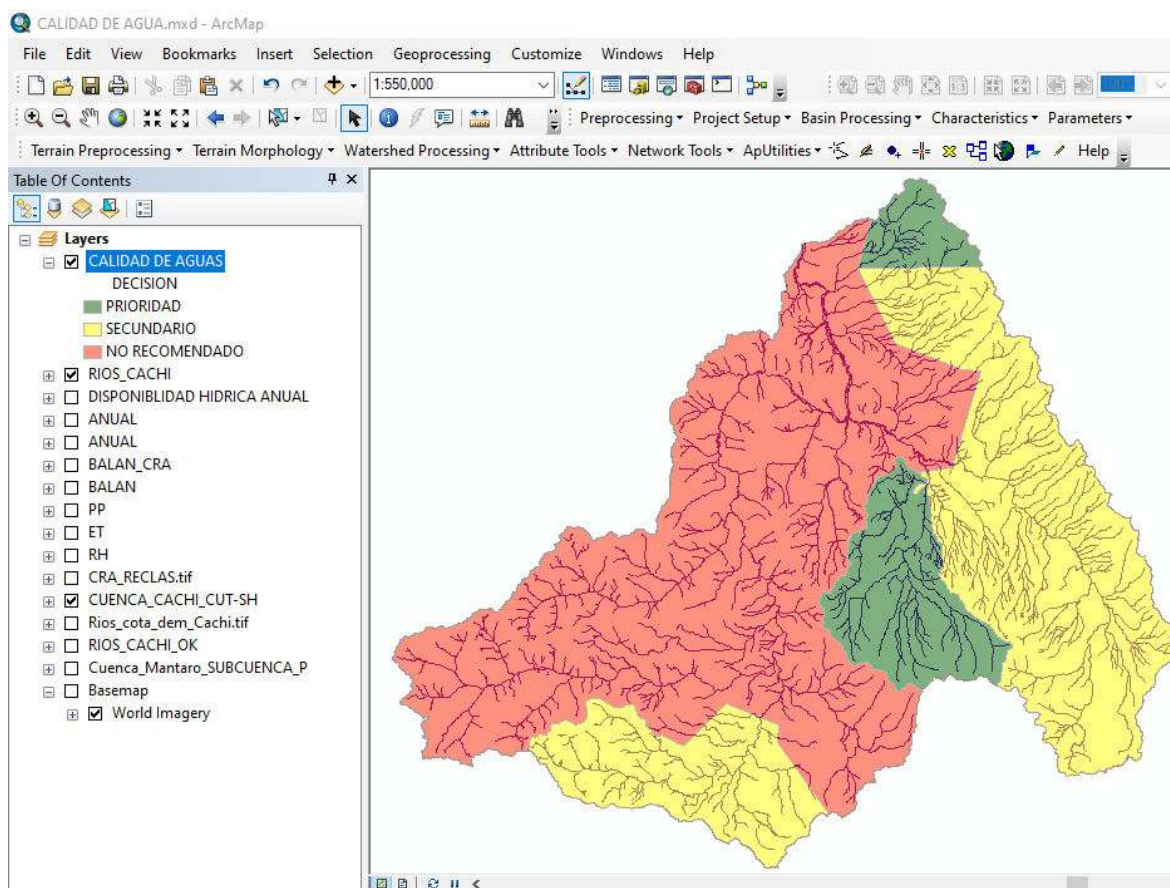 CALIDAD DE AGUA.mxd - ArcMap
File Edit View Bookmarks Insert Selection Geoprocessing Customize Windows Help
1:550,000
Preprocessing Project Setup Basin Processing Characteristics Parameters
Terrain Preprocessing Terrain Morphology Watershed Processing Attribute Tools Network Tools ApUtilities Help
Table Of Contents
Layers
CALIDAD DE AGUAS
DECISION
PRIORIDAD
SECUNDARIO
NO RECOMENDADO
RIOS_CACHI
DISPONIBLIDAD HIDRICA ANUAL
ANUAL
ANUAL
BALAN_CRA
BALAN
PP
ET
RH
CRA_RECLAS.tif
CUENCA_CACHI_CUT-SH
Rios_cota_dem_Cachi.tif
RIOS_CACHI_OK
Cuenca_Mantaro_SUBCUENCA_P
Basemap
World Imagery